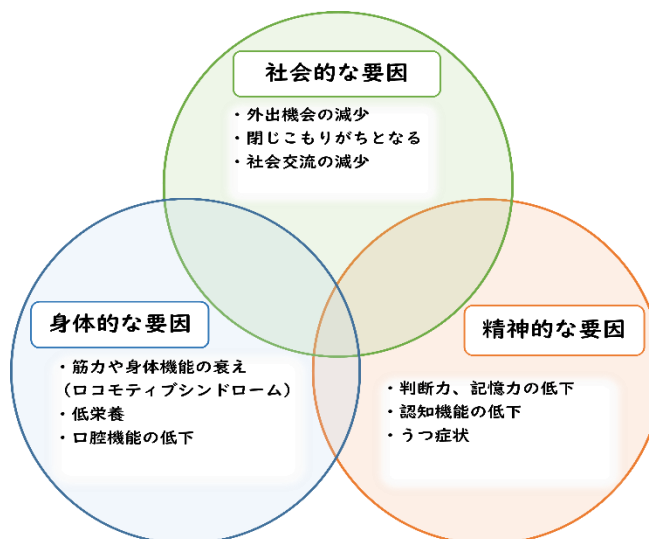 社会的な要因
・外出機会の減少
・閉じこもりがちとなる
・社会交流の減少
身体的な要因
・筋力や身体機能の衰え
（ロコモティブシンドローム）
・低栄養
・口腔機能の低下
精神的な要因
・判断力、記憶力の低下
・認知機能の低下
・うつ症状